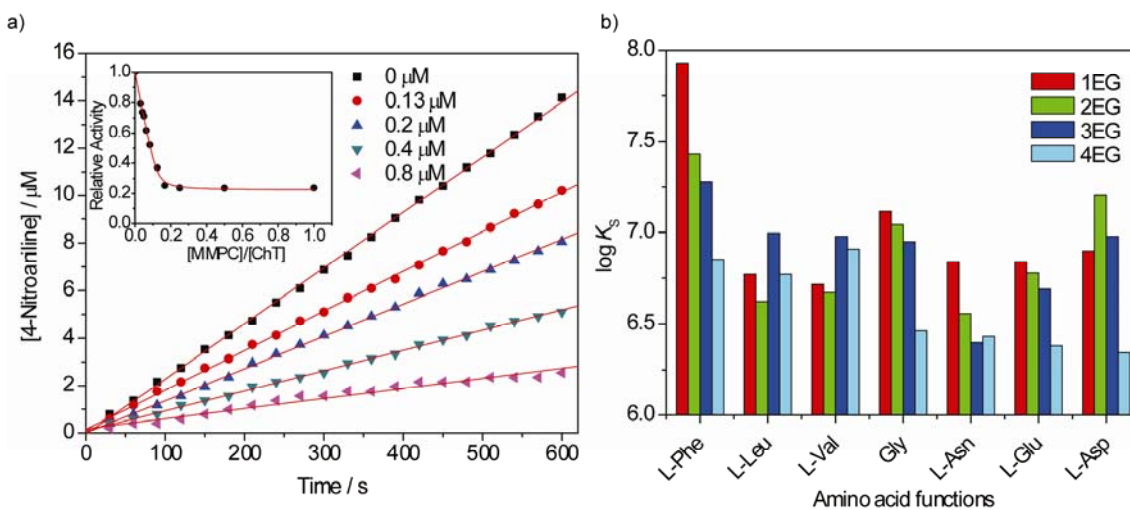 a)
16
14
12
10
8
6
4
2
0
[4-Nitroaniline] / μM
0
100
200
300
400
500
600
Time / s
1.0
0.8
0.6
0.4
0.2
0.0
Relative Activity
0.0
0.2
0.4
0.6
0.8
1.0
[MMPC]/[ChT]
0 μM
0.13 μM
0.2 μM
0.4 μM
0.8 μM
b)
8.0
7.5
7.0
6.5
6.0
log KS
1EG
2EG
3EG
4EG
L-Phe
L-Leu
L-Val
Gly
L-Asn
L-Glu
L-Asp
Amino acid functions